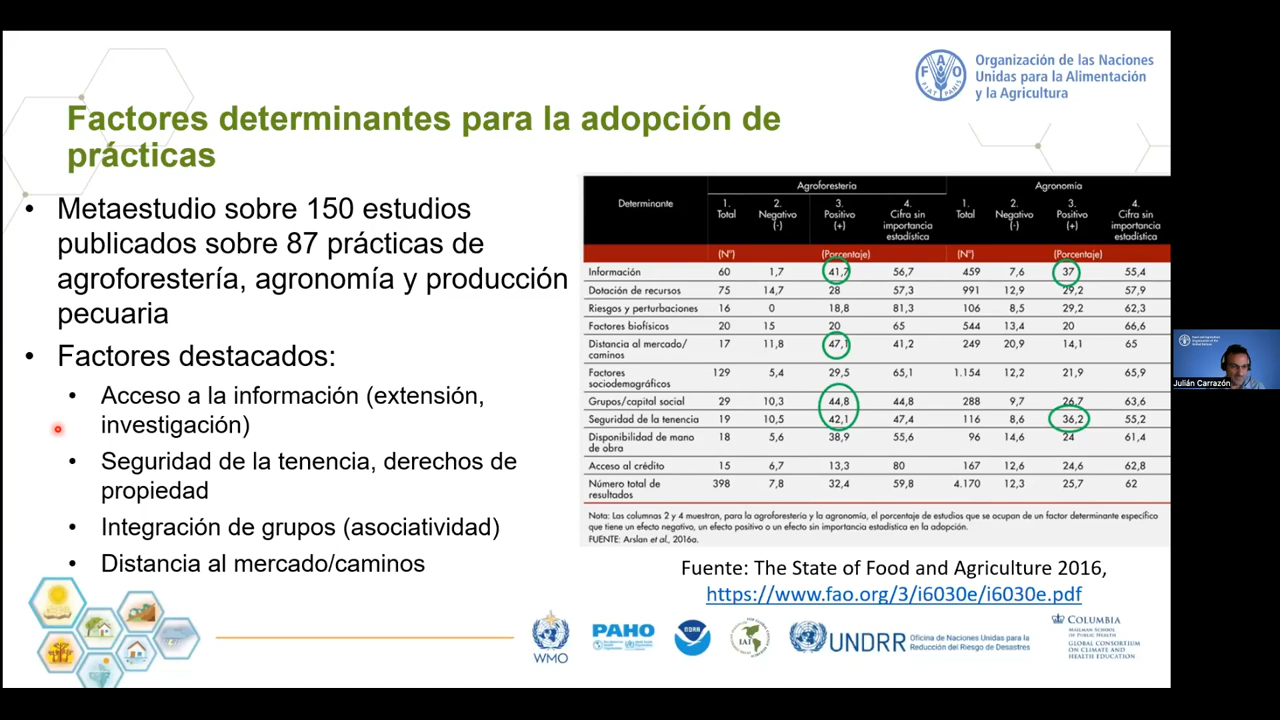 Organización de las Naciones
Unidas para la Alimentación
y la Agricultura
Factores determinantes para la adopción de
prácticas
• Metaestudio sobre 150 estudios
publicados sobre 87 prácticas de
agroforestería, agronomía y producción
pecuaria
• Factores destacados:
• Acceso a la información (extensión,
investigación)
• Seguridad de la tenencia, derechos de
propiedad
• Integración de grupos (asociatividad)
• Distancia al mercado/caminos
Agroforestería Agronomía
Determinante 1. Total 2. Negativo (-) 3. Positivo (+) 4. Cifra sin importancia estadística 1. Total 2. Negativo (-) 3. Positivo (+) 4. Cifra sin importancia estadística
(Nº) (Porcentaje) (Nº) (Porcentaje)
Información 60 1,7 41,7 56,7 459 7,6 37 55,4
Dotación de recursos 75 14,7 28 57,3 991 12,9 29,2 57,9
Riesgos y perturbaciones 16 0 18,8 81,3 106 8,5 29,2 62,3
Factores biofísicos 20 15 20 65 544 13,4 20 66,6
Distancia al mercado/
caminos 17 11,8 47,1 41,2 249 20,9 14,1 65,1
Factores
sociodemográficos 129 5,4 29,5 65,1 1.154 12,2 21,9 65,9
Grupos/capital social 29 10,3 44,8 44,8 288 9,7 26,7 63,6
Seguridad de la tenencia 19 10,5 42,1 47,4 116 8,6 36,2 55,2
Disponibilidad de mano
de obra 18 5,6 38,9 55,6 96 14,6 24 61,4
Acceso al crédito 15 6,7 13,3 80 167 12,6 24,6 62,8
Número total de
resultados 398 7,8 32,4 59,8 4.170 12,3 25,7 62
Nota: Las columnas 2 y 4 muestran, para la agroforestería y la agronomía, el porcentaje de estudios que se ocupan de un factor determinante específico
que tiene un efecto negativo, un efecto positivo o un efecto sin importancia estadística en la adopción.
FUENTE: Arslan et al., 2016a.
Fuente: The State of Food and Agriculture 2016,
https://www.fao.org/3/i6030e/i6030e.pdf
WMO
PAHO
NOAA
IAI
UNDRR
Oficina de Naciones Unidas para la
Reducción del Riesgo de Desastres
COLUMBIA
MAILMAN SCHOOL
OF PUBLIC HEALTH
GLOBAL CONSORTIUM
ON CLIMATE AND
HEALTH EDUCATION
Julián Carrazón